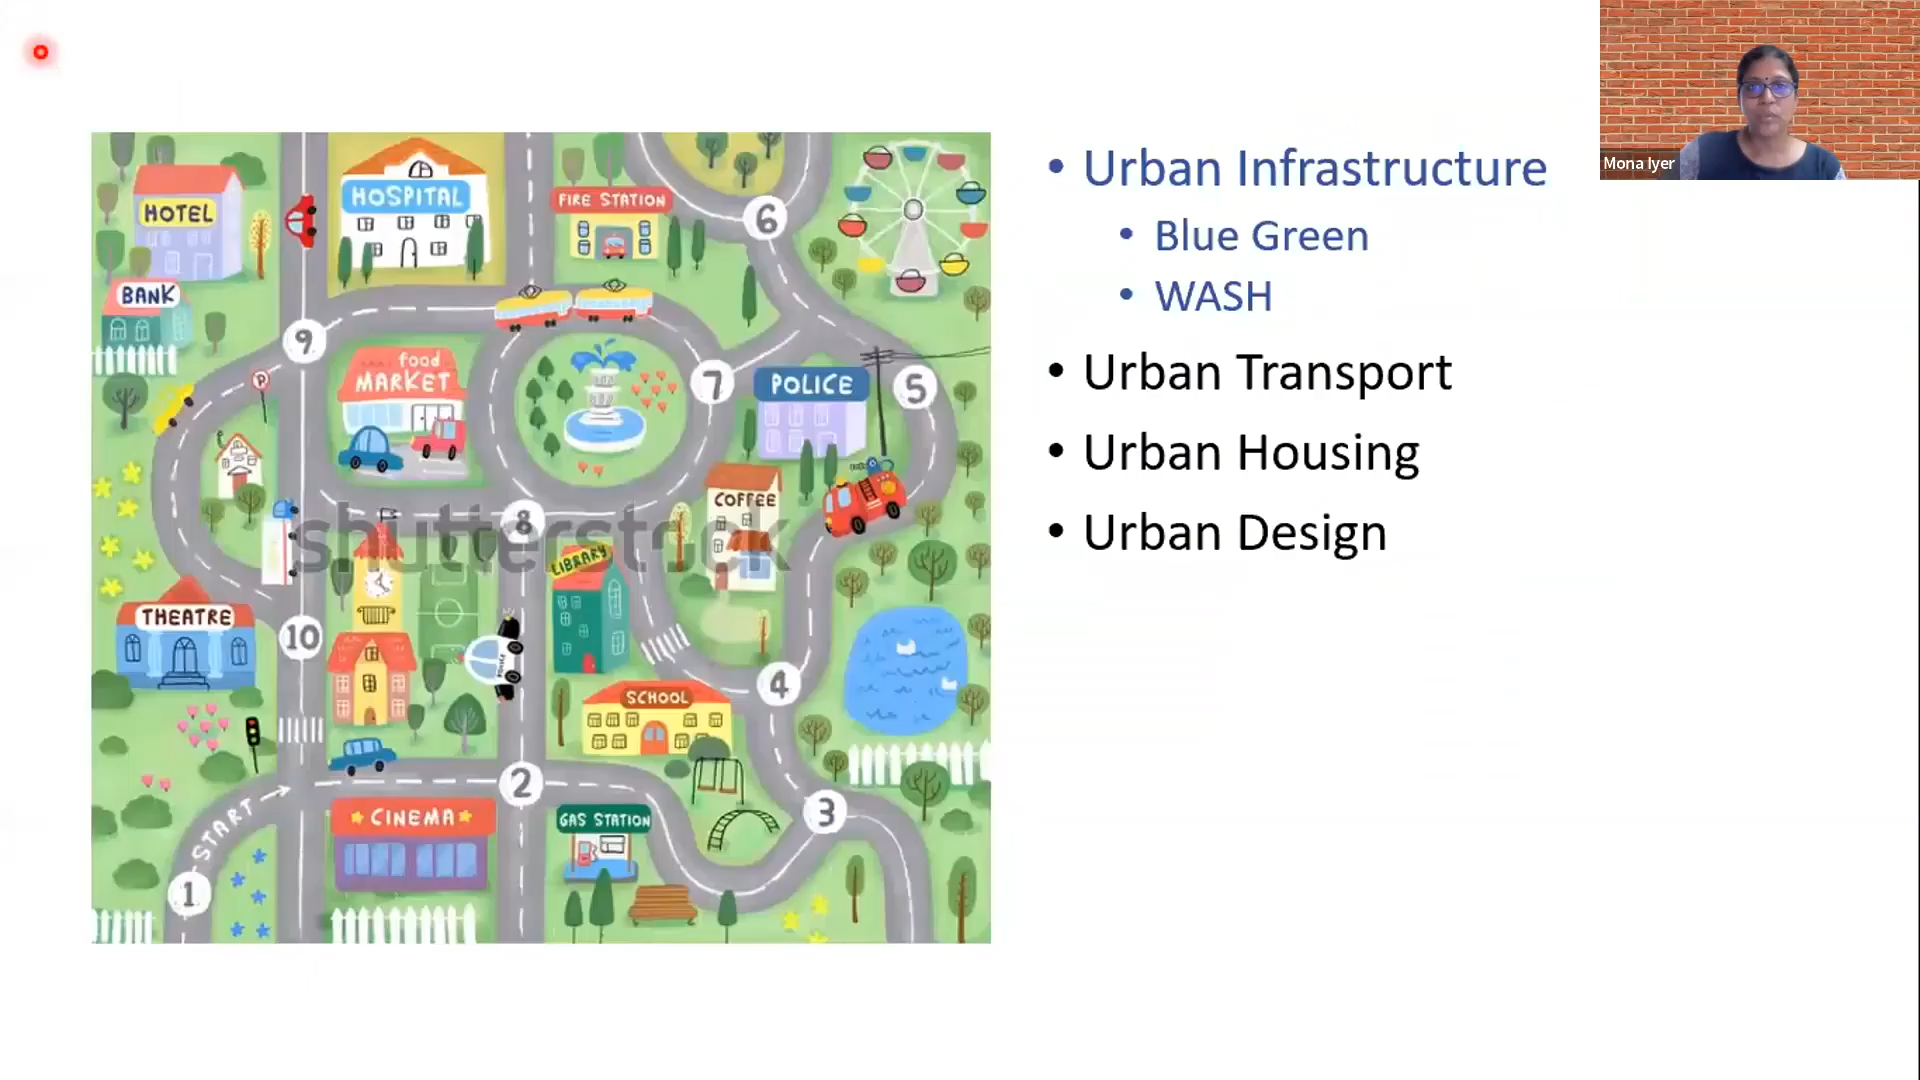 Mona Iyer
HOTEL
HOSPITAL
FIRE STATION
6
BANK
9
food
MARKET
7
POLICE
5
P
COFFEE
8
shutterstock
LIBRARY
THEATRE
10
POLICE
4
SCHOOL
2
START
CINEMA
GAS STATION
3
1
• Urban Infrastructure
• Blue Green
• WASH
• Urban Transport
• Urban Housing
• Urban Design